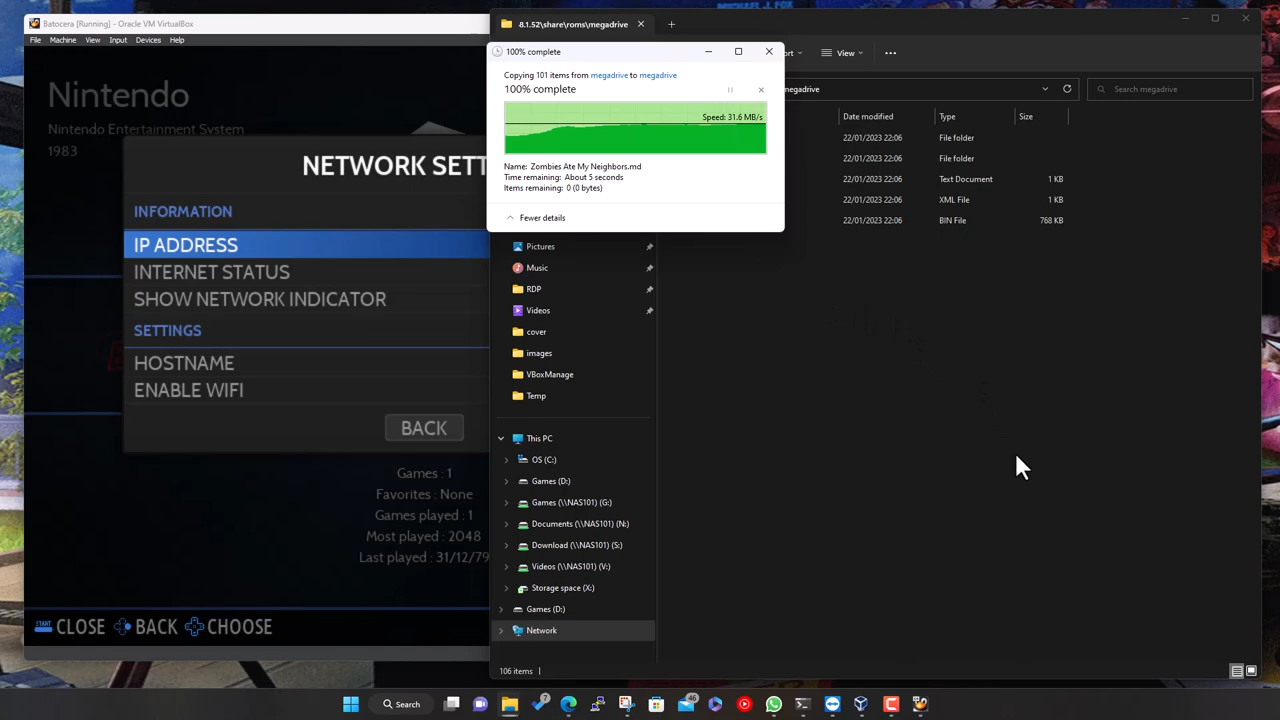 Batocera [Running] - Oracle VM VirtualBox
File Machine View Input Devices Help
Nintendo
Nintendo Entertainment System
1983
NETWORK SETT
INFORMATION
IP ADDRESS
INTERNET STATUS
SHOW NETWORK INDICATOR
SETTINGS
HOSTNAME
ENABLE WIFI
BACK
Games : 1
Favorites : None
Games played : 1
Most played : 2048
Last played : 31/12/79
START CLOSE BACK CHOOSE
8.1.52\share\roms\megadrive
ort View
megadrive Search megadrive
100% complete
Copying 101 items from megadrive to megadrive
100% complete
Speed: 31.6 MB/s
Name: Zombies Ate My Neighbors.md
Time remaining: About 5 seconds
Items remaining: 0 (0 bytes)
Fewer details
Date modified Type Size
22/01/2023 22:06 File folder
22/01/2023 22:06 File folder
22/01/2023 22:06 Text Document 1 KB
22/01/2023 22:06 XML File 1 KB
22/01/2023 22:06 BIN File 768 KB
Pictures
Music
RDP
Videos
cover
images
VBoxManage
Temp
This PC
OS (C:)
Games (D:)
Games (\\NAS101) (G:)
Documents (\\NAS101) (N:)
Download (\\NAS101) (S:)
Videos (\\NAS101) (V:)
Storage space (X:)
Games (D:)
Network
106 items
Search
7
46